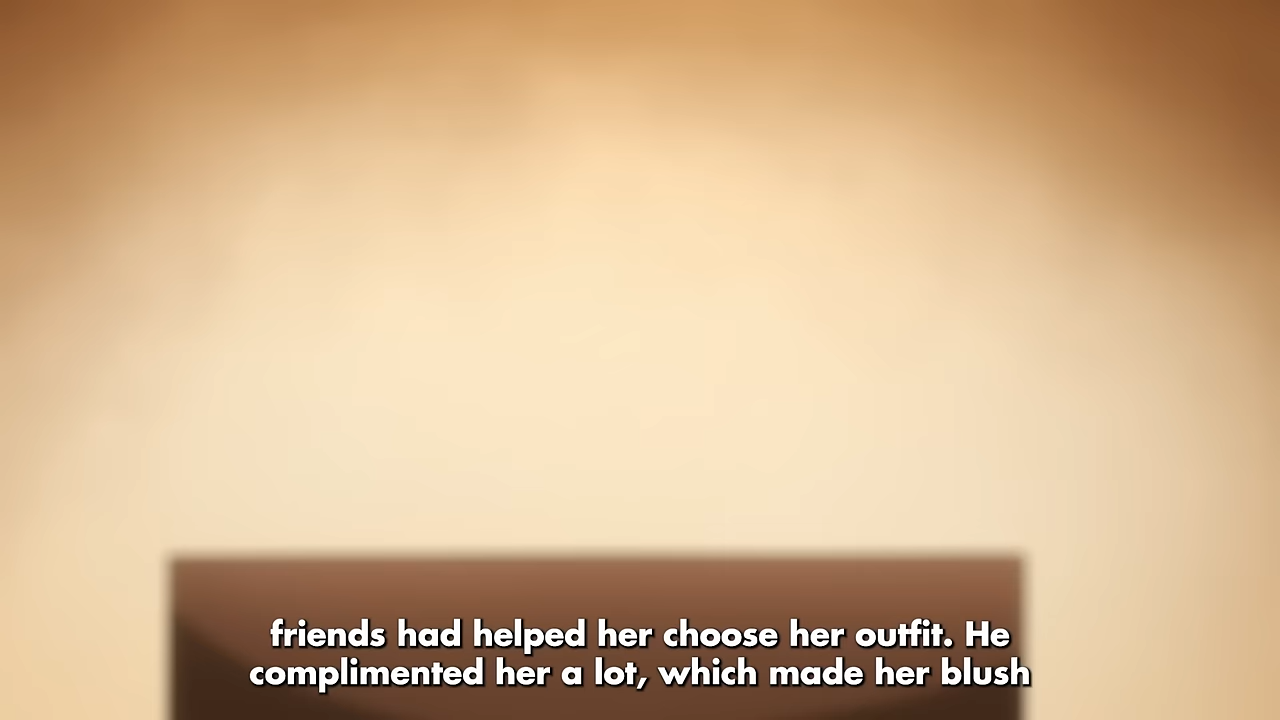 friends had helped her choose her outfit. He
complimented her a lot, which made her blush